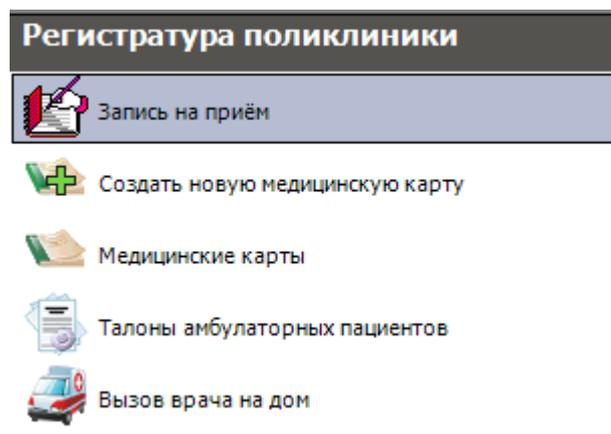 Регистратура поликлиники
Запись на приём
Создать новую медицинскую карту
Медицинские карты
Талоны амбулаторных пациентов
Вызов врача на дом